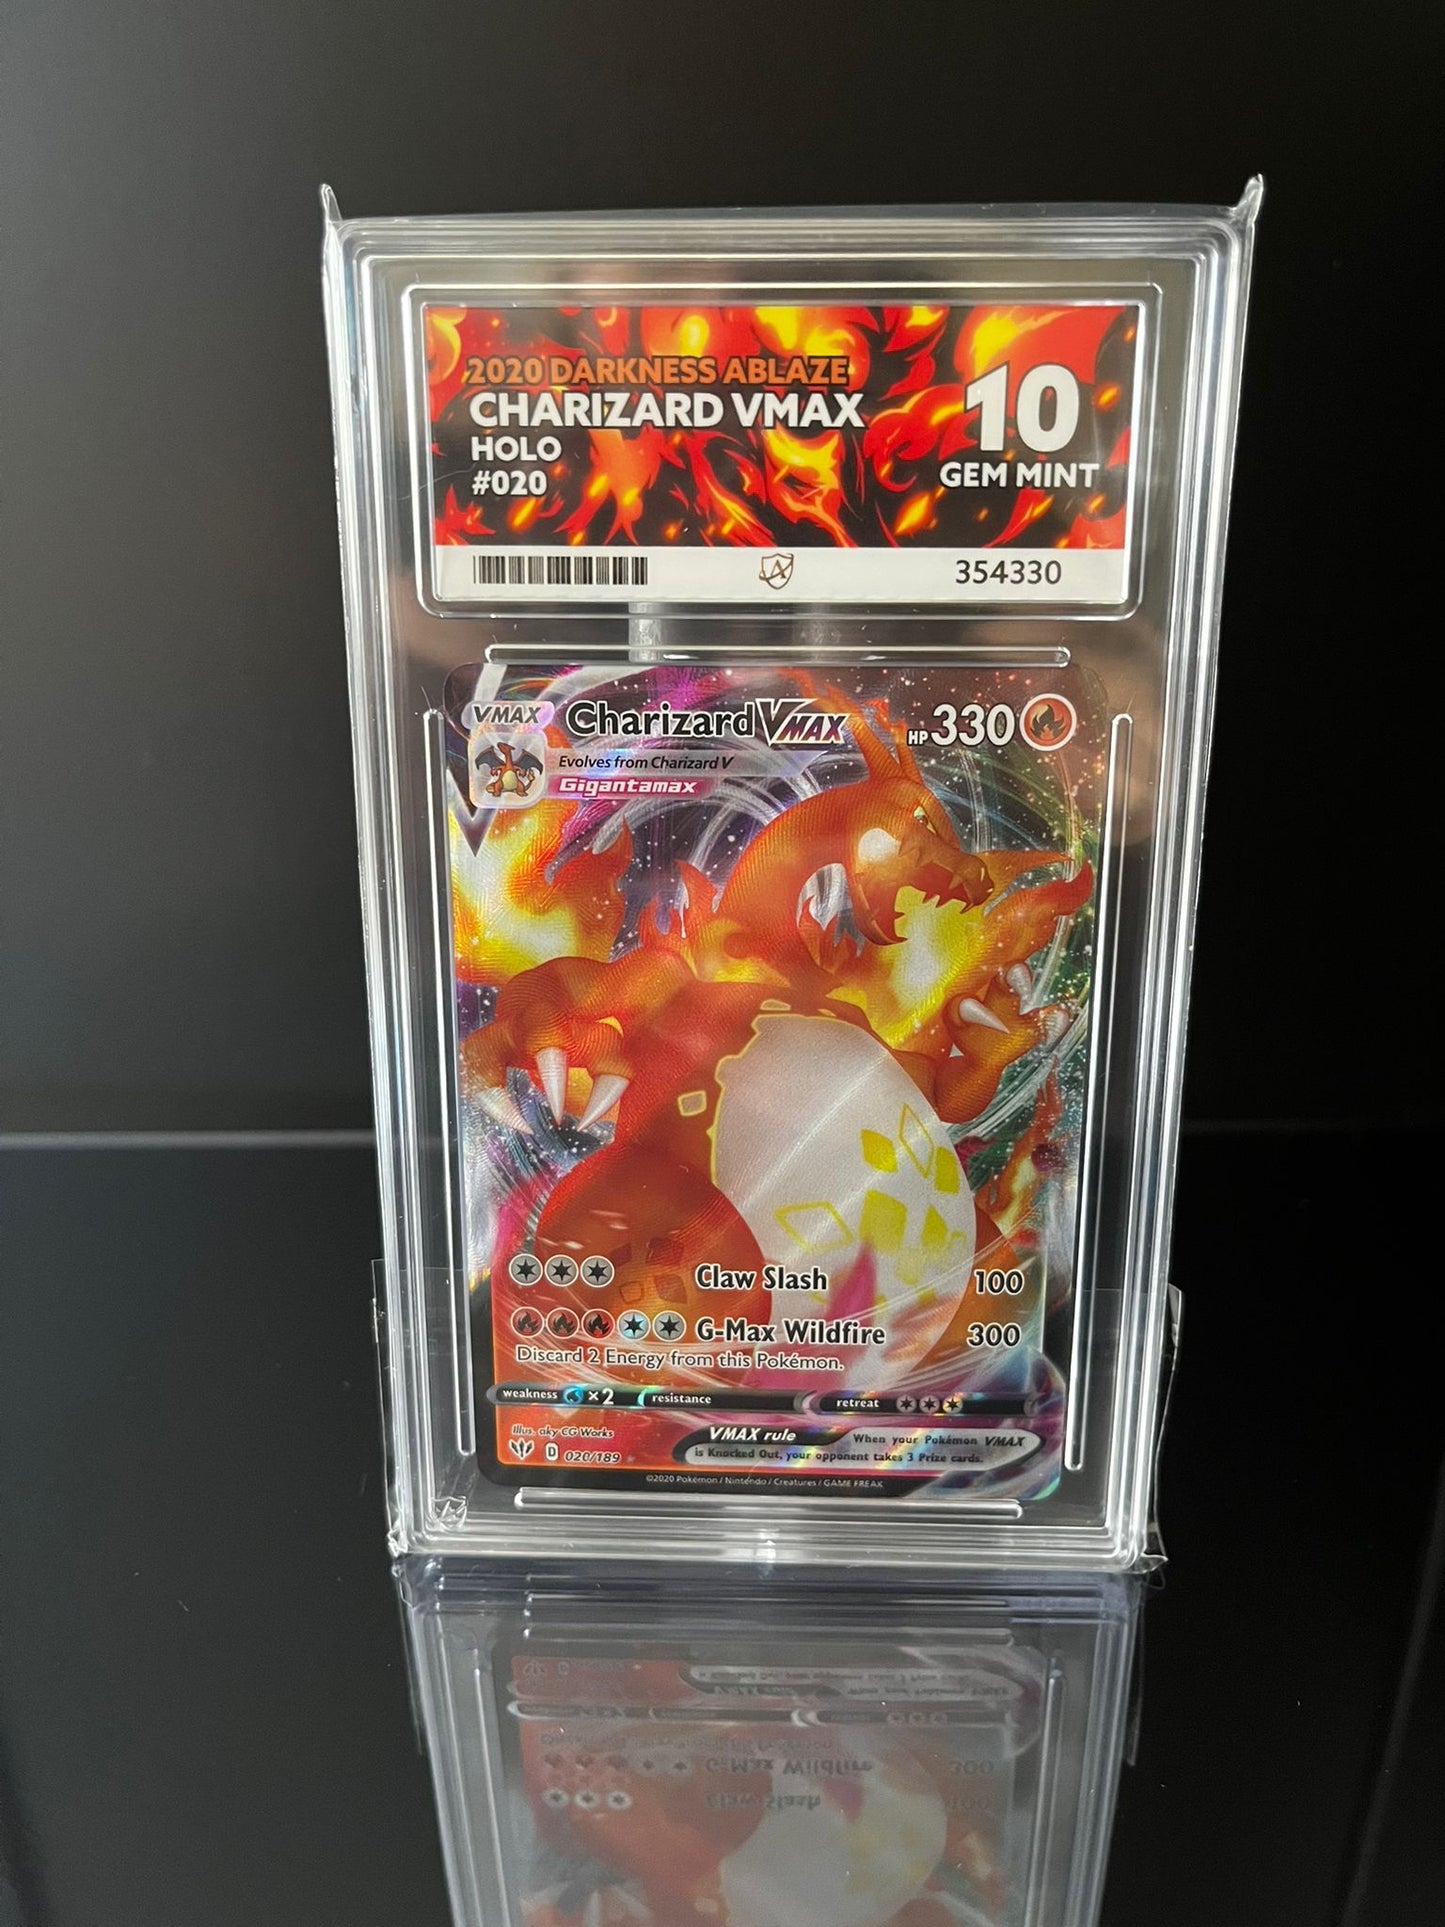 2020 DARKNESS ABLAZE
CHARIZARD VMAX
HOLO
#020
10
GEM MINT
354330
VMAX Charizard VMAX HP 330
Evolves from Charizard V
Gigantamax
Claw Slash 100
G-Max Wildfire 300
Discard 2 Energy from this Pokémon.
weakness ×2 resistance retreat
Illus. aky CG Works
D 020/189
VMAX rule When your Pokémon VMAX
is Knocked Out, your opponent takes 3 Prize cards.
©2020 Pokémon / Nintendo / Creatures / GAME FREAK